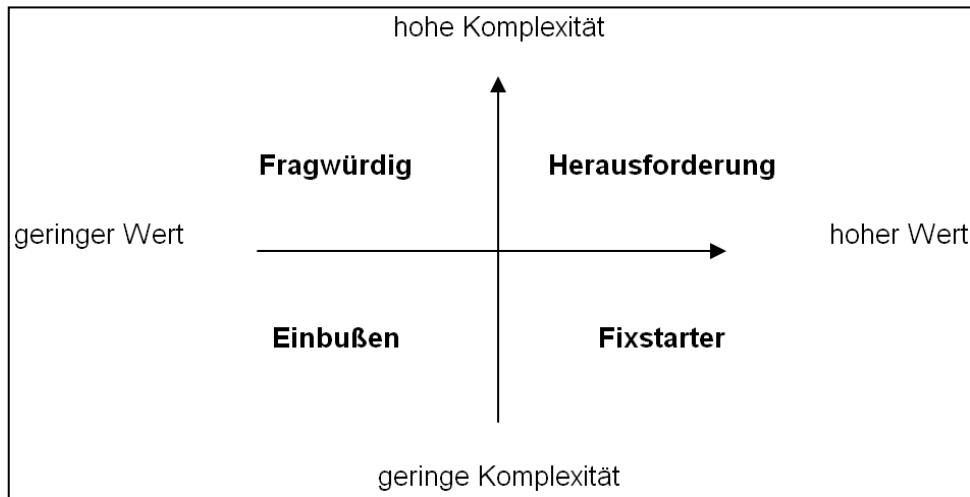 hohe Komplexität
Fragwürdig
Herausforderung
geringer Wert
hoher Wert
Einbußen
Fixstarter
geringe Komplexität